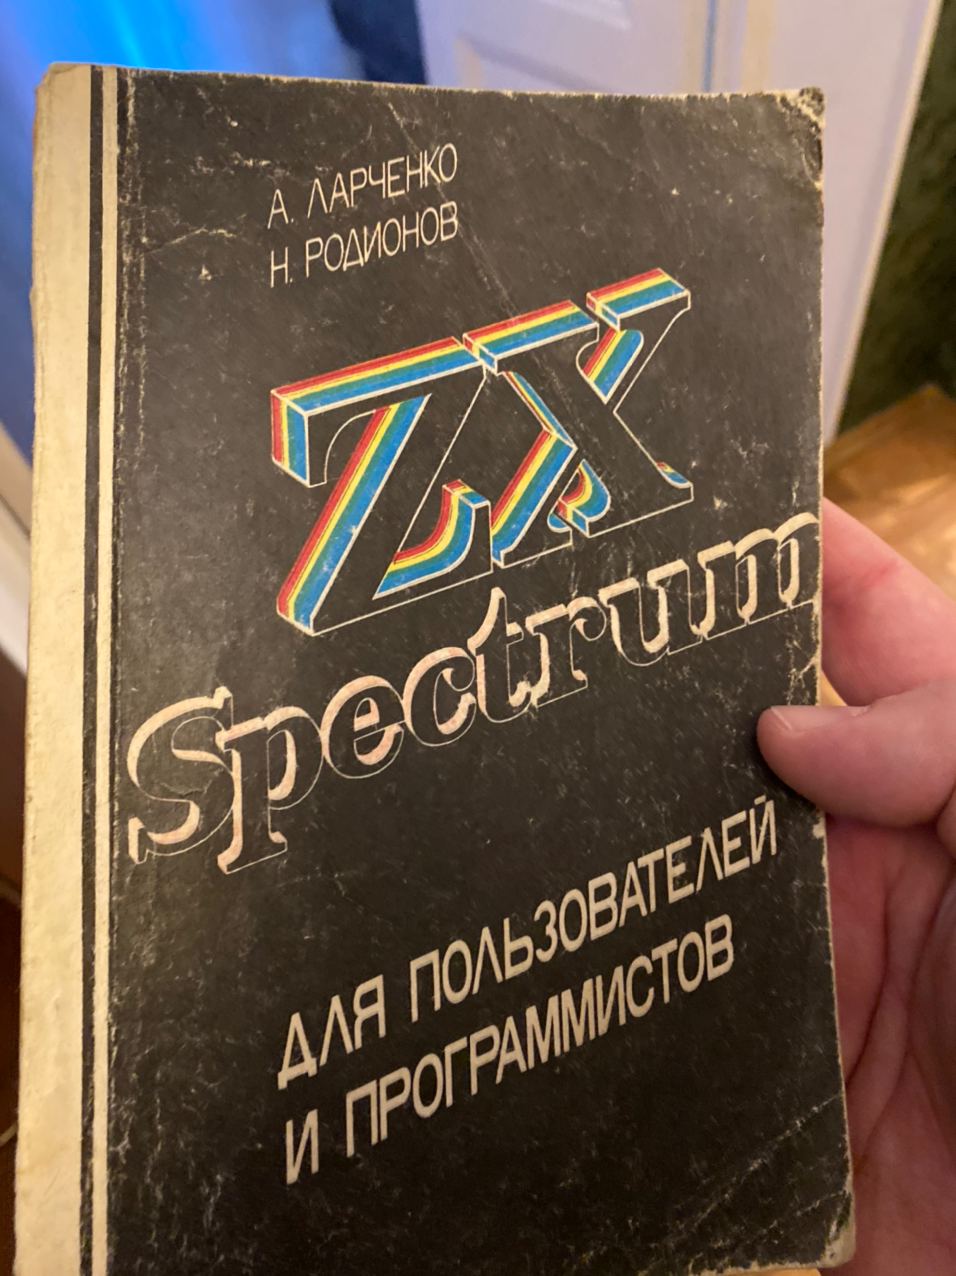 А. ЛАРЧЕНКО
Н. РОДИОНОВ
ZX
Spectrum
ДЛЯ ПОЛЬЗОВАТЕЛЕЙ
И ПРОГРАММИСТОВ